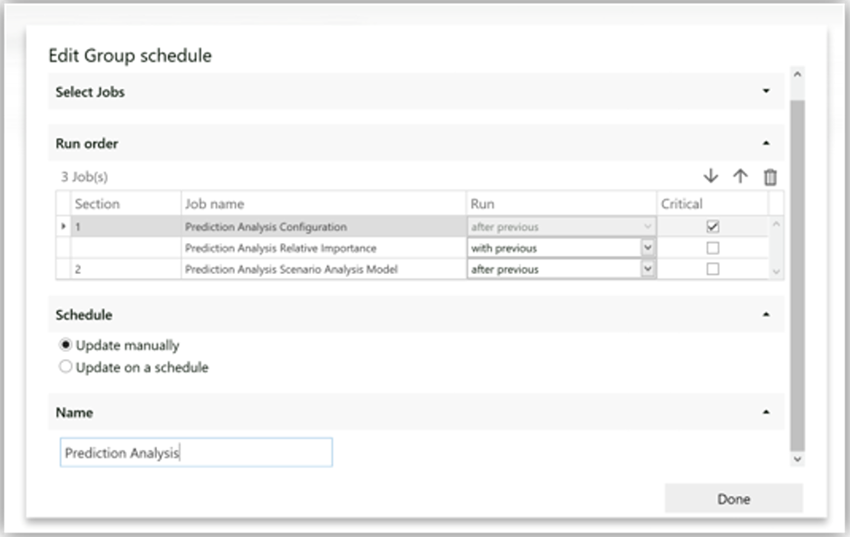 Edit Group schedule
Select Jobs
Run order
3 Job(s)
Section Job name Run Critical
1 Prediction Analysis Configuration after previous
Prediction Analysis Relative Importance with previous
2 Prediction Analysis Scenario Analysis Model after previous
Schedule
Update manually
Update on a schedule
Name
Prediction Analysis
Done